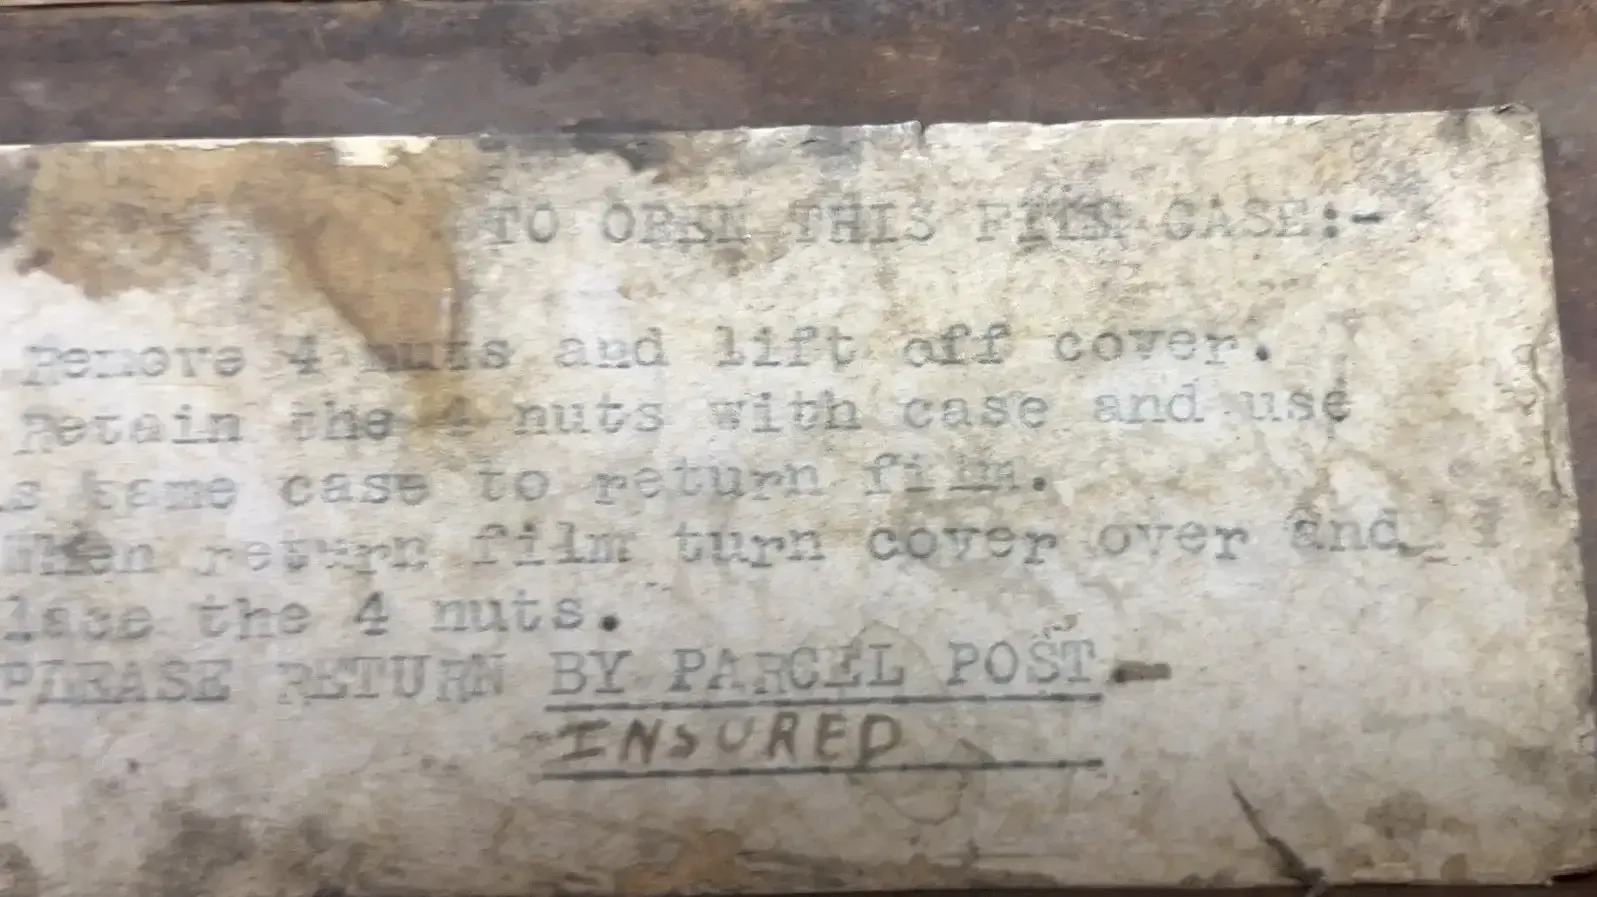 TO OPEN THIS FILM CASE:-
Remove 4 nuts and lift off cover.
Retain the 4 nuts with case and use
same case to return film.
When return film turn cover over and
lace the 4 nuts.
PLEASE RETURN BY PARCEL POST
INSURED